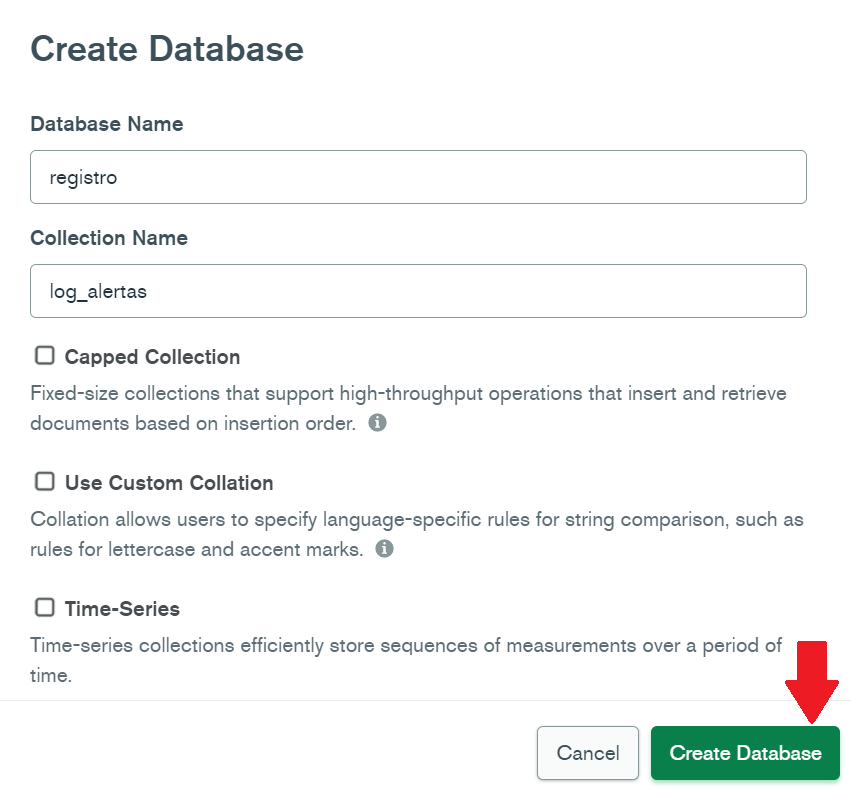 Create Database
Database Name
registro
Collection Name
log_alertas
Capped Collection
Fixed-size collections that support high-throughput operations that insert and retrieve
documents based on insertion order.
Use Custom Collation
Collation allows users to specify language-specific rules for string comparison, such as
rules for lettercase and accent marks.
Time-Series
Time-series collections efficiently store sequences of measurements over a period of
time.
Cancel
Create Database